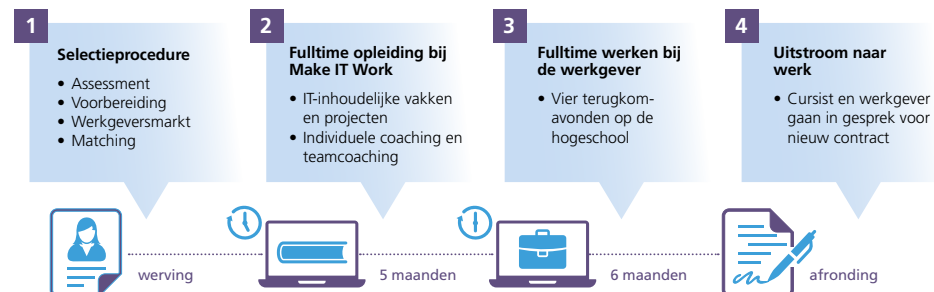 1
Selectieprocedure
• Assessment
• Voorbereiding
• Werkgeversmarkt
• Matching
2
Fulltime opleiding bij
Make IT Work
• IT-inhoudelijke vakken
en projecten
• Individuele coaching en
teamcoaching
3
Fulltime werken bij
de werkgever
• Vier terugkom-
avonden op de
hogeschool
4
Uitstroom naar
werk
• Cursist en werkgever
gaan in gesprek voor
nieuw contract
werving
5 maanden
6 maanden
afronding